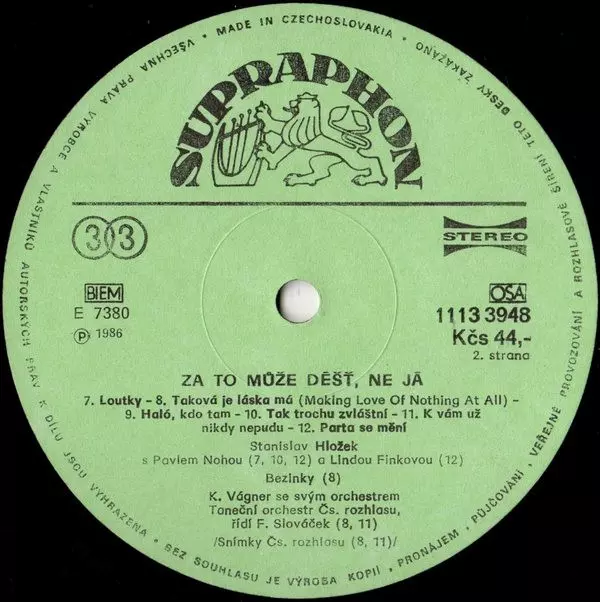 • MADE IN CZECHOSLOVAKIA •
VŠECHNA PRÁVA VÝROBCE A VLASTNÍKŮ AUTORSKÝCH PRÁV K DÍLU JSOU VYHRAZENA • BEZ SOUHLASU JE VÝROBA KOPIÍ, PRONÁJEM, PŮJČOVÁNÍ, VEŘEJNÉ PROVOZOVÁNÍ A ROZHLASOVÉ ŠÍŘENÍ TÉTO DESKY ZAKÁZÁNO
SUPRAPHON
33
STEREO
BIEM
OSA
E 7380
1113 3948
Ⓟ 1986
Kčs 44,-
2. strana
ZA TO MŮŽE DÉŠŤ, NE JÁ
7. Loutky - 8. Taková je láska má (Making Love Of Nothing At All) -
9. Haló, kdo tam - 10. Tak trochu zvláštní - 11. K vám už
nikdy nepudu - 12. Parta se mění
Stanislav Hložek
s Pavlem Nohou (7, 10, 12) a Lindou Finkovou (12)
Bezinky (8)
K. Vágner se svým orchestrem
Taneční orchestr Čs. rozhlasu,
řídí F. Slováček (8, 11)
/Snímky Čs. rozhlasu (8, 11)/